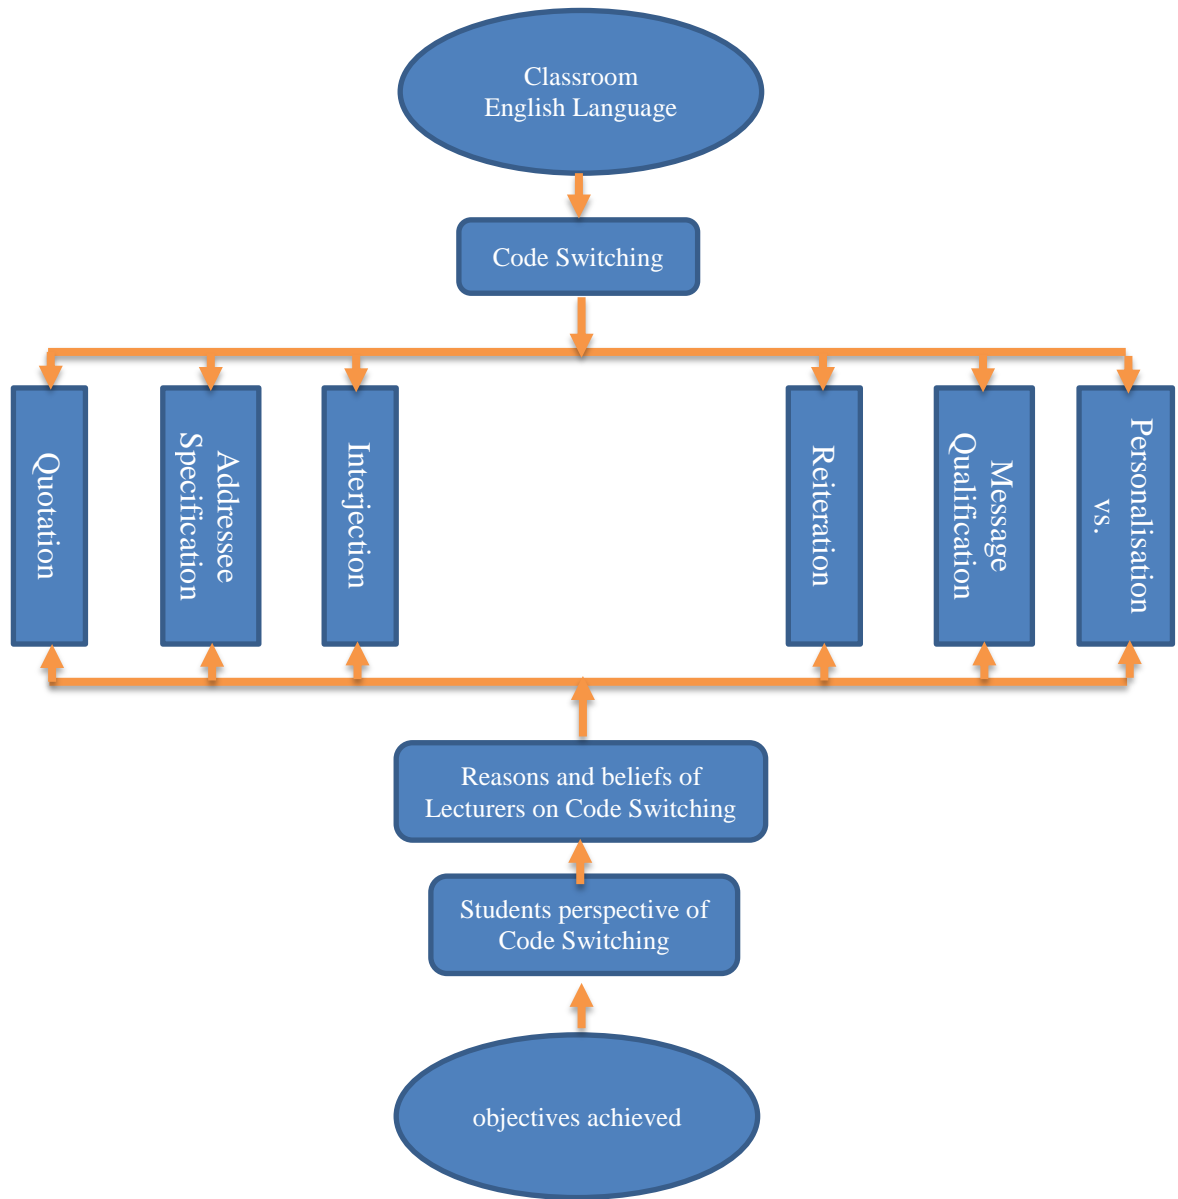 Classroom
English Language
Code Switching
Quotation
Addressee
Specification
Interjection
Reiteration
Message
Qualification
Personalisation
vs.
Reasons and beliefs of
Lecturers on Code Switching
Students perspective of
Code Switching
objectives achieved